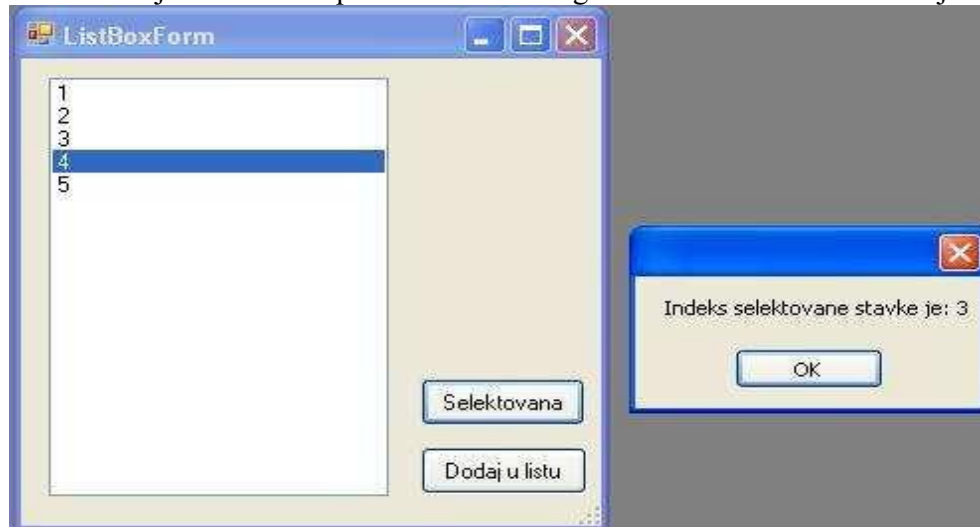 ListBoxForm
1
2
3
4
5
Selektovana
Dodaj u listu
Indeks selektovane stavke je: 3
OK